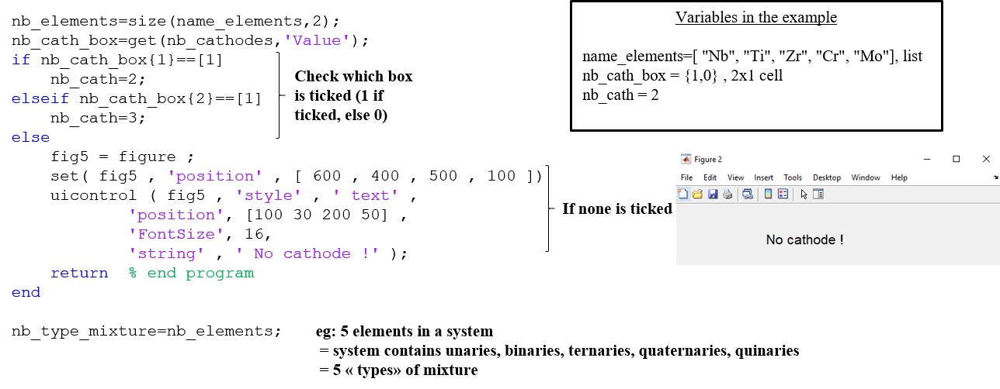 nb_elements=size(name_elements,2);
nb_cath_box=get(nb_cathodes,'Value');
if nb_cath_box{1}==[1]
nb_cath=2;
elseif nb_cath_box{2}==[1]
nb_cath=3;
else
fig5 = figure ;
set( fig5 , 'position' , [ 600 , 400 , 500 , 100 ])
uicontrol ( fig5 , 'style' , ' text' ,
'position', [100 30 200 50] ,
'FontSize', 16,
'string' , ' No cathode !' );
return % end program
end
nb_type_mixture=nb_elements;
Check which box
is ticked (1 if
ticked, else 0)
If none is ticked
eg: 5 elements in a system
= system contains unaries, binaries, ternaries, quaternaries, quinaries
= 5 « types» of mixture
Variables in the example
name_elements=[ "Nb", "Ti", "Zr", "Cr", "Mo"], list
nb_cath_box = {1,0} , 2x1 cell
nb_cath = 2
Figure 2
File Edit View Insert Tools Desktop Window Help
No cathode !